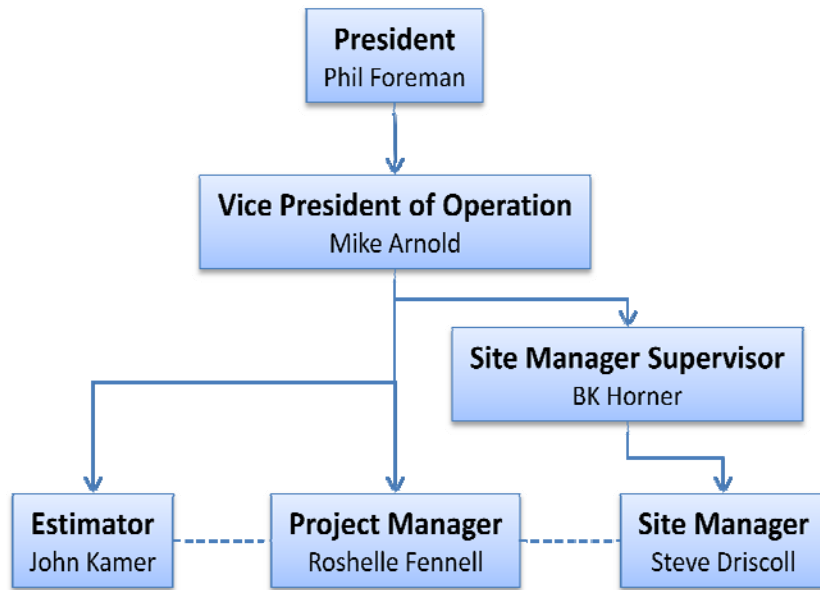 President
Phil Foreman
Vice President of Operation
Mike Arnold
Site Manager Supervisor
BK Horner
Estimator
John Kamer
Project Manager
Roshelle Fennell
Site Manager
Steve Driscoll